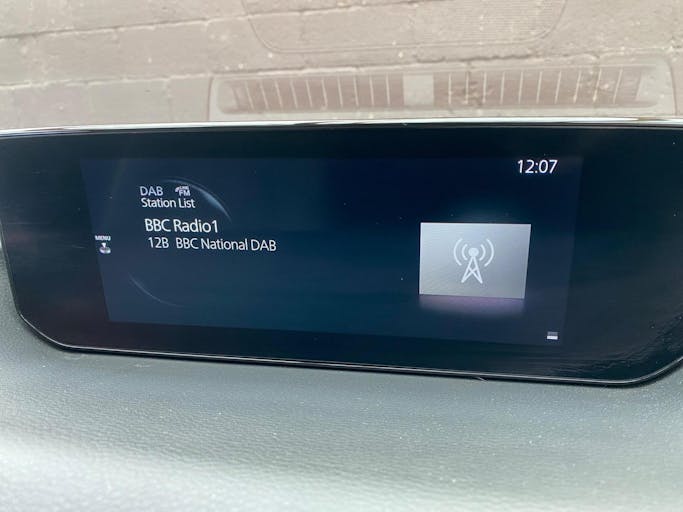 12:07
DAB FM
Station List
BBC Radio1
12B BBC National DAB
MENU